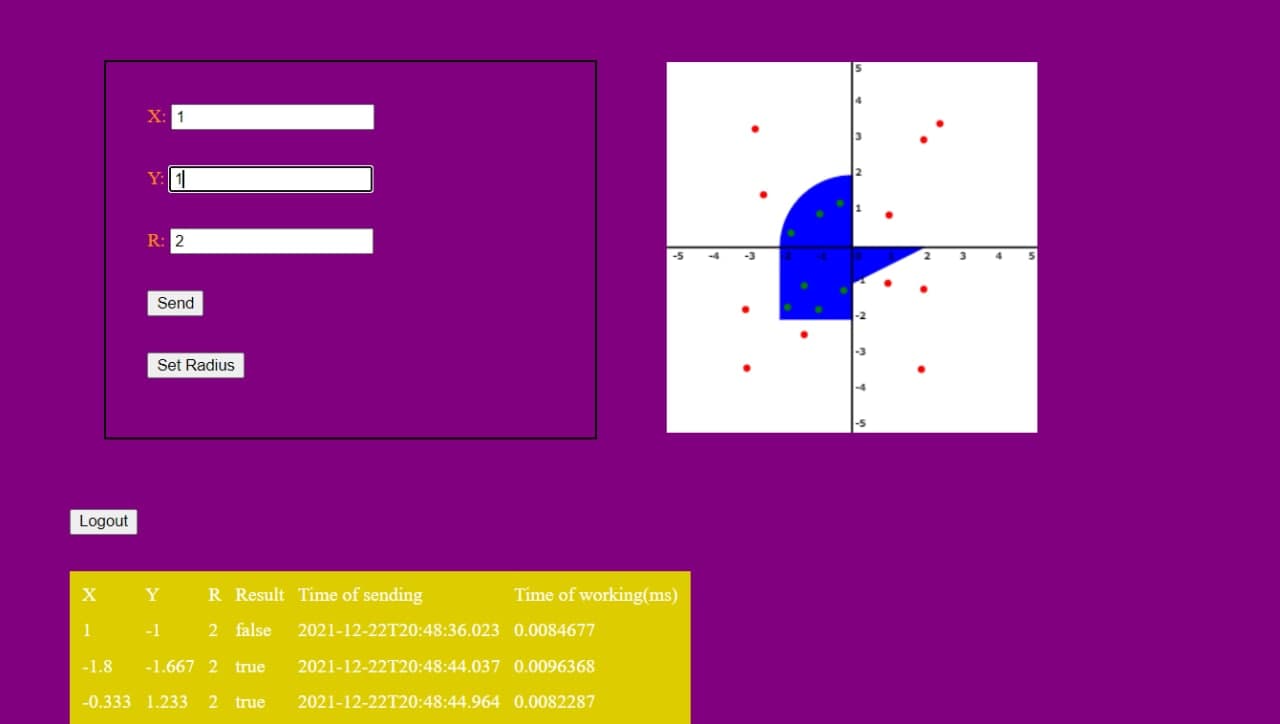 X: 1
Y: 1
R: 2
Send
Set Radius
5
4
3
2
1
-5 -4 -3 2 3 4 5
-1
-2
-3
-4
-5
Logout
X Y R Result Time of sending Time of working(ms)
1 -1 2 false 2021-12-22T20:48:36.023 0.0084677
-1.8 -1.667 2 true 2021-12-22T20:48:44.037 0.0096368
-0.333 1.233 2 true 2021-12-22T20:48:44.964 0.0082287